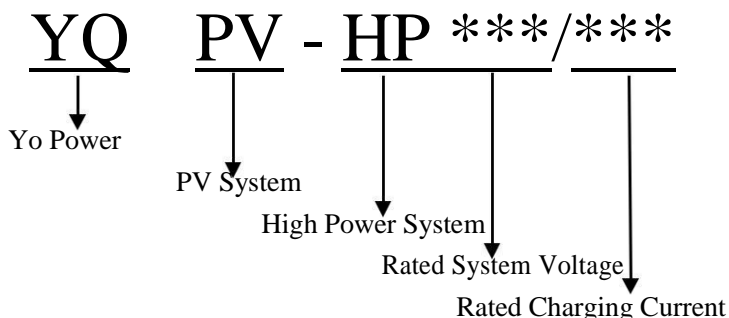 YQ PV - HP ***/***
Yo Power
PV System
High Power System
Rated System Voltage
Rated Charging Current